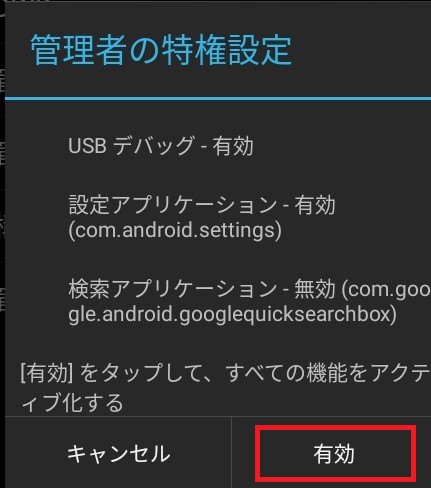 管理者の特権設定
USB デバッグ - 有効
設定アプリケーション - 有効
(com.android.settings)
検索アプリケーション - 無効 (com.goo
gle.android.googlequicksearchbox)
[有効] をタップして、すべての機能をアクテ
ィブ化する
キャンセル
有効